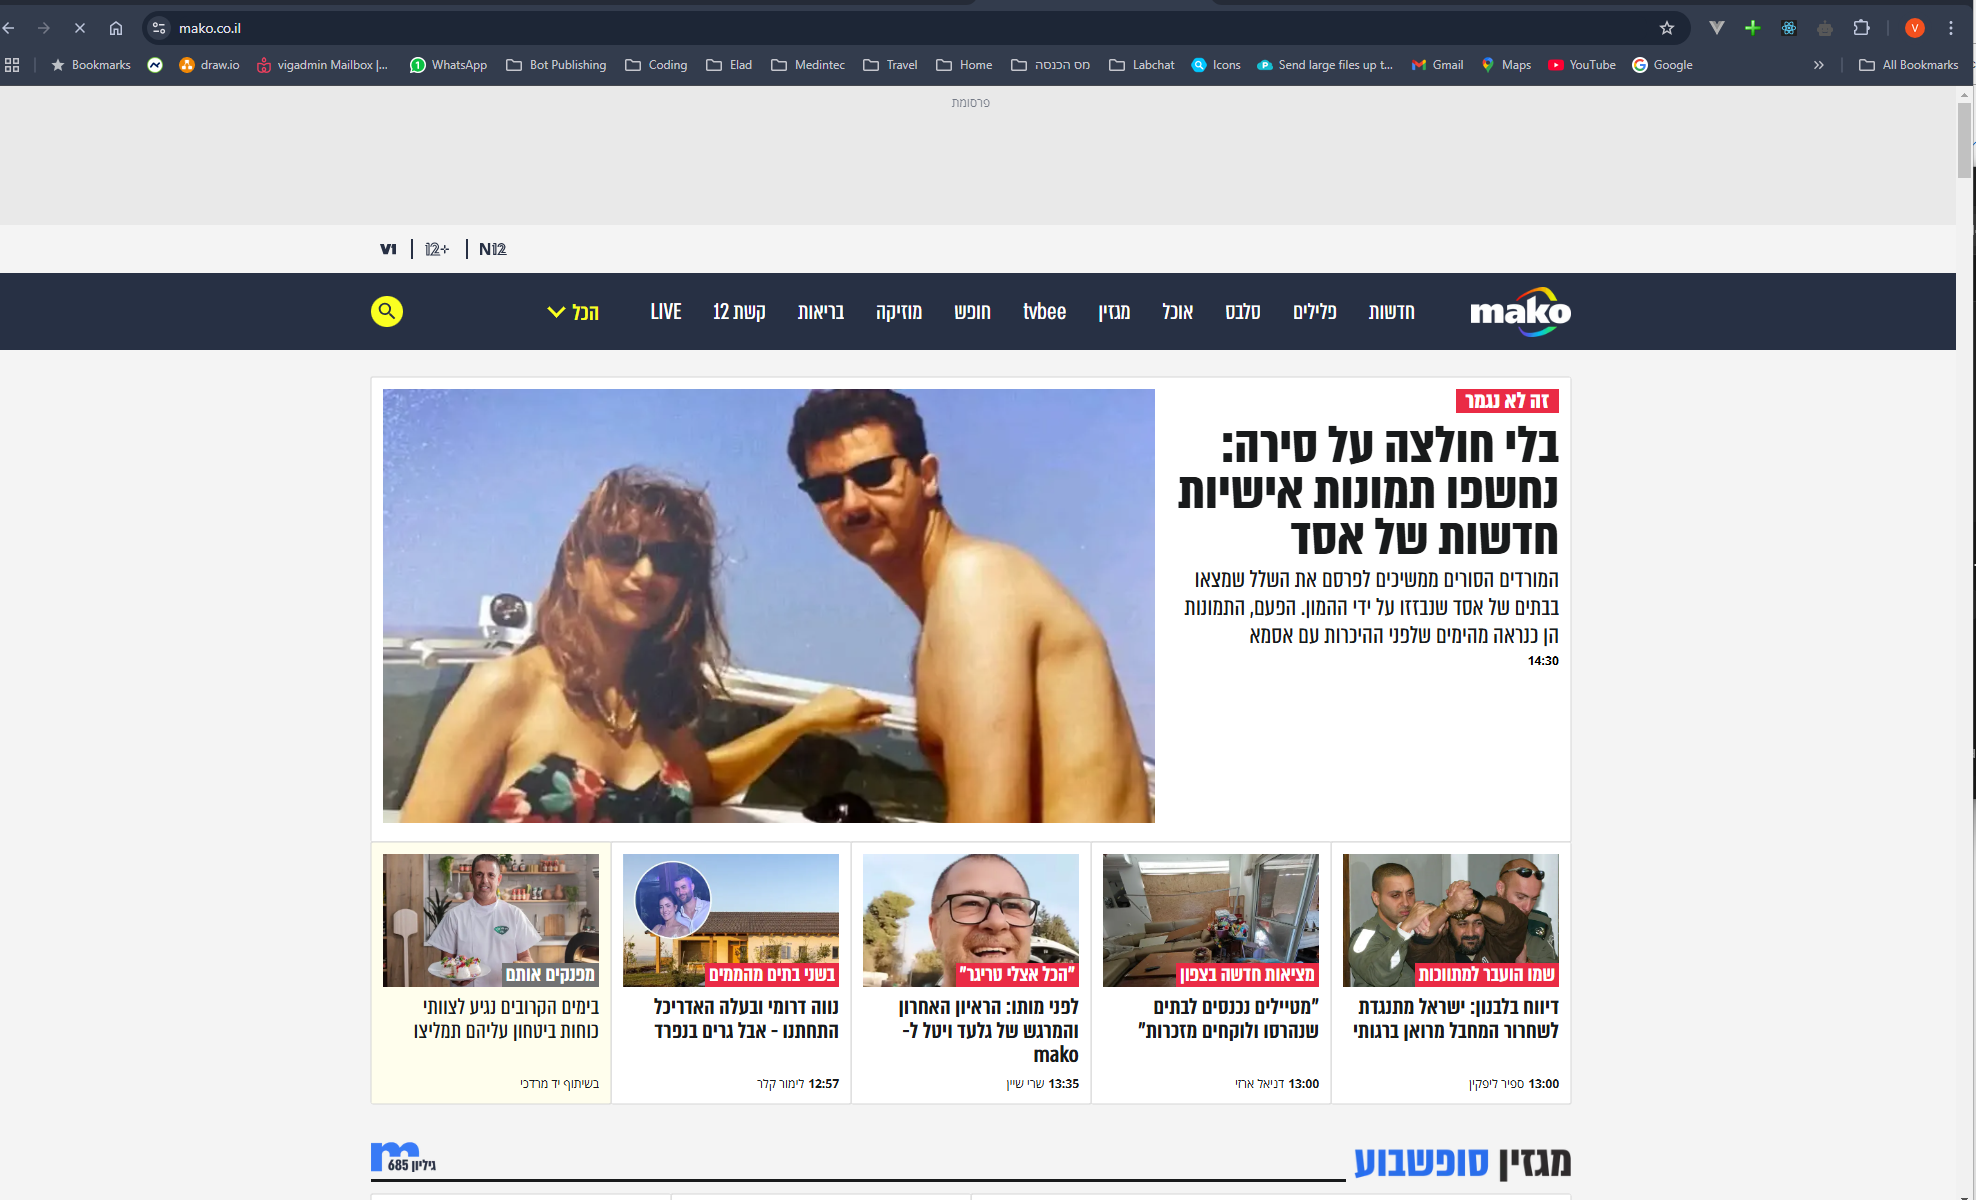 mako.co.il
V
Bookmarks
draw.io
vigadmin Mailbox |...
WhatsApp
Bot Publishing
Coding
Elad
Medintec
Travel
Home
מס הכנסה
Labchat
Icons
Send large files up t...
Gmail
Maps
YouTube
Google
»
All Bookmarks
פרסומת
V1
12+
N12
mako
חדשות
פלילים
סלבס
אוכל
מגזין
tvbee
חופש
מוזיקה
בריאות
קשת 12
LIVE
הכל
זה לא נגמר
בלי חולצה על סירה:
נחשפו תמונות אישיות
חדשות של אסד
המורדים הסורים ממשיכים לפרסם את השלל שמצאו
בבתים של אסד שנבזזו על ידי ההמון. הפעם, התמונות
הן כנראה מהימים שלפני ההיכרות עם אסמא
14:30
שמו הועבר למתווכות
דיווח בלבנון: ישראל מתנגדת
לשחרור המחבל מרואן ברגותי
13:00 ספיר ליפקין
מציאות חדשה בצפון
"מטיילים נכנסים לבתים
שנהרסו ולוקחים מזכרות"
13:00 דניאל ארזי
"הכל אצלי טריגר"
לפני מותו: הראיון האחרון
והמרגש של גלעד ויטל ל-
mako
13:35 שרי שיין
בשני בתים מהממים
נווה דרומי ובעלה האדריכל
התחתנו - אבל גרים בנפרד
12:57 לימור קלר
מפנקים אותם
בימים הקרובים נגיע לצוותי
כוחות ביטחון עליהם תמליצו
בשיתוף יד מרדכי
מגזין סופשבוע
m
גיליון 685